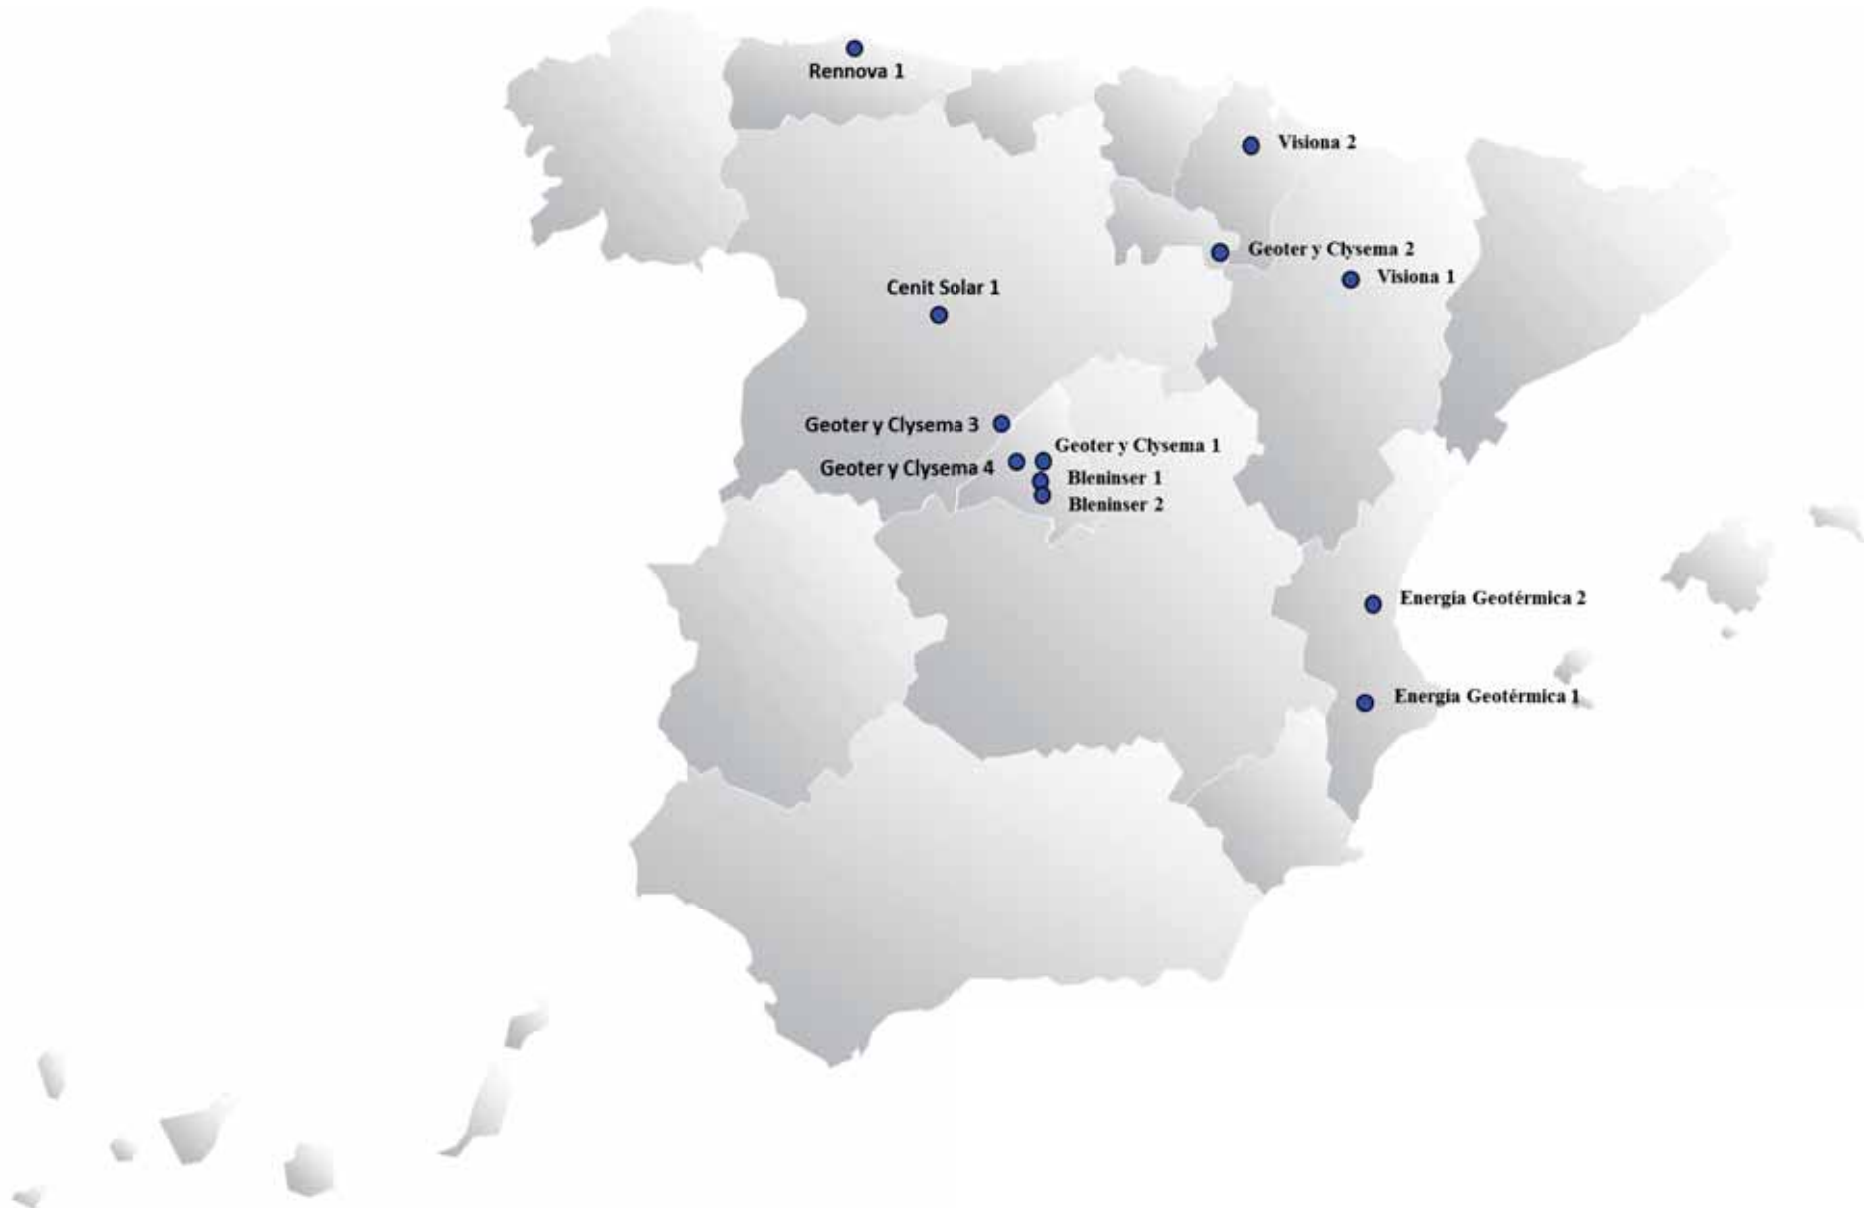 Rennova 1
Visiona 2
Geoter y Clysema 2
Visiona 1
Cenit Solar 1
Geoter y Clysema 3
Geoter y Clysema 1
Geoter y Clysema 4
Bleninser 1
Bleninser 2
Energía Geotérmica 2
Energía Geotérmica 1